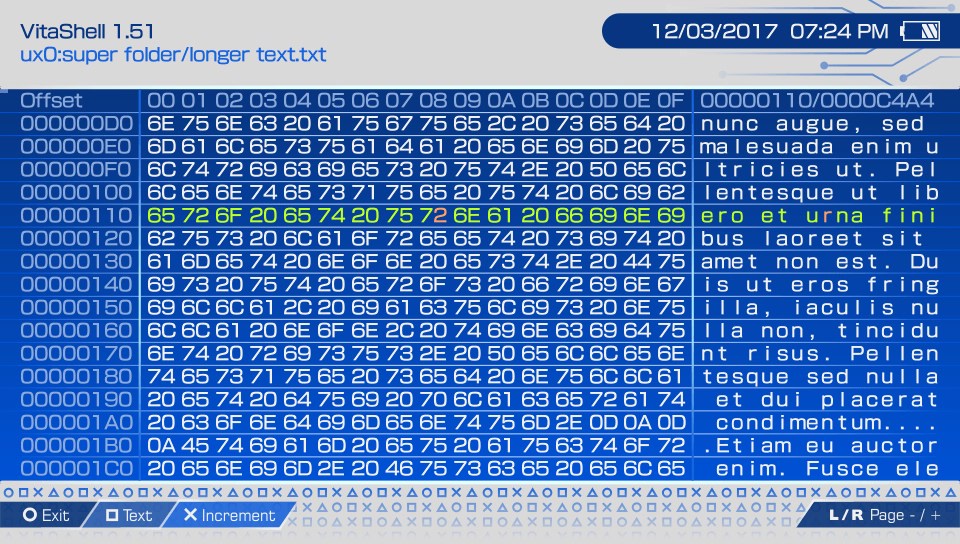 VitaShell 1.51
12/03/2017 07:24 PM
ux0:super folder/longer text.txt
Offset 00 01 02 03 04 05 06 07 08 09 0A 0B 0C 0D 0E 0F 00000110/0000C4A4
000000D0 6E 75 6E 63 20 61 75 67 75 65 2C 20 73 65 64 20 nunc augue, sed
000000E0 6D 61 6C 65 73 75 61 64 61 20 65 6E 69 6D 20 75 malesuada enim u
000000F0 6C 74 72 69 63 69 65 73 20 75 74 2E 20 50 65 6C ltricies ut. Pel
00000100 6C 65 6E 74 65 73 71 75 65 20 75 74 20 6C 69 62 lentesque ut lib
00000110 65 72 6F 20 65 74 20 75 72 6E 61 20 66 69 6E 69 ero et urna fini
00000120 62 75 73 20 6C 61 6F 72 65 65 74 20 73 69 74 20 bus laoreet sit
00000130 61 6D 65 74 20 6E 6F 6E 20 65 73 74 2E 20 44 75 amet non est. Du
00000140 69 73 20 75 74 20 65 72 6F 73 20 66 72 69 6E 67 is ut eros fring
00000150 69 6C 6C 61 2C 20 69 61 63 75 6C 69 73 20 6E 75 illa, iaculis nu
00000160 6C 6C 61 20 6E 6F 6E 2C 20 74 69 6E 63 69 64 75 lla non, tincidu
00000170 6E 74 20 72 69 73 75 73 2E 20 50 65 6C 6C 65 6E nt risus. Pellen
00000180 74 65 73 71 75 65 20 73 65 64 20 6E 75 6C 6C 61 tesque sed nulla
00000190 20 65 74 20 64 75 69 20 70 6C 61 63 65 72 61 74 et dui placerat
000001A0 20 63 6F 6E 64 69 6D 65 6E 74 75 6D 2E 0D 0A 0D condimentum....
000001B0 0A 45 74 69 61 6D 20 65 75 20 61 75 63 74 6F 72 .Etiam eu auctor
000001C0 20 65 6E 69 6D 2E 20 46 75 73 63 65 20 65 6C 65 enim. Fusce ele
Exit Text Increment L/R Page - / +